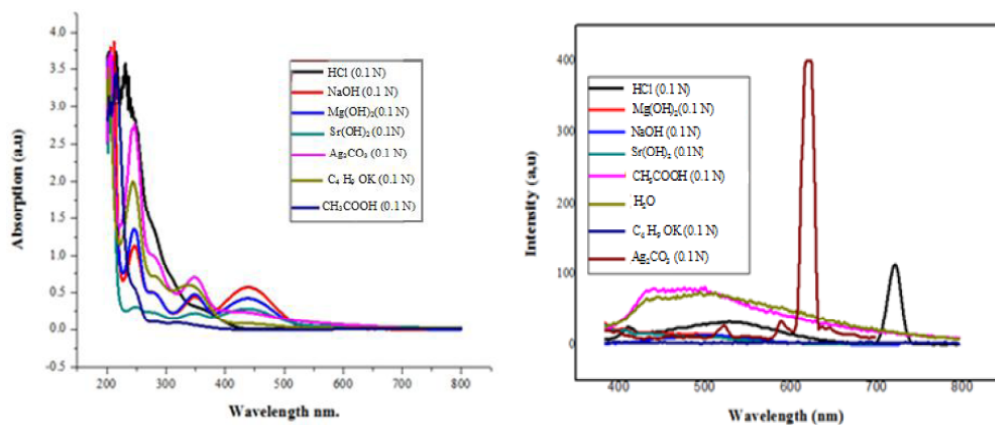 4.0
3.5
3.0
2.5
2.0
1.5
1.0
0.5
0.0
-0.5
Absorption (a.u)
HCl (0.1 N)
NaOH (0.1 N)
Mg(OH)₂(0.1 N)
Sr(OH)₂ (0.1N)
Ag₂CO₃ (0.1 N)
C₄ H₉ OK (0.1 N)
CH₃COOH (0.1 N)
200 300 400 500 600 700 800
Wavelength nm.
400
300
200
100
0
Intensity (a,u)
HCl (0.1 N)
Mg(OH)₂(0.1 N)
NaOH (0.1 N)
Sr(OH)₂ (0.1N)
CH₃COOH (0.1 N)
H₂O
C₄ H₉ OK (0.1 N)
Ag₂CO₃ (0.1 N)
400 500 600 700 800
Wavelength (nm)